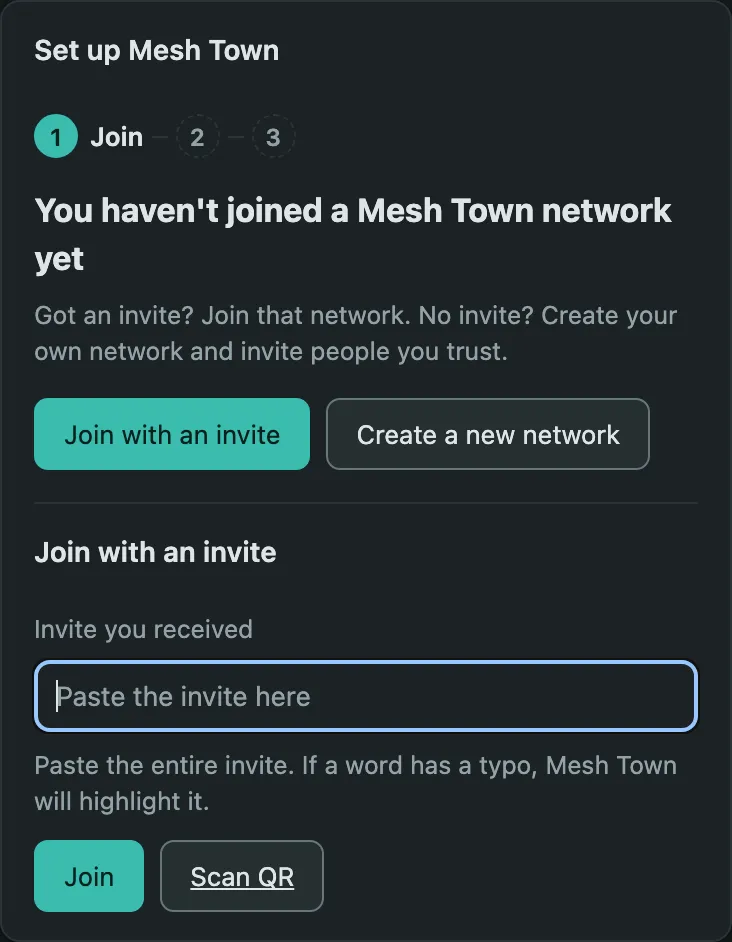 Set up Mesh Town
1 Join 2 3
You haven't joined a Mesh Town network
yet
Got an invite? Join that network. No invite? Create your
own network and invite people you trust.
Join with an invite Create a new network
Join with an invite
Invite you received
Paste the invite here
Paste the entire invite. If a word has a typo, Mesh Town
will highlight it.
Join Scan QR